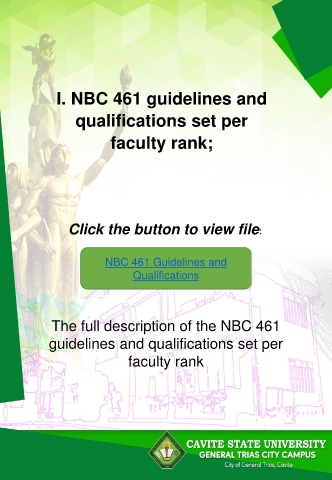 I. NBC 461 guidelines and
qualifications set per
faculty rank;
Click the button to view file:
NBC 461 Guidelines and
Qualifications
The full description of the NBC 461
guidelines and qualifications set per
faculty rank
CAVITE STATE UNIVERSITY
GENERAL TRIAS CITY CAMPUS
City of General Trias, Cavite